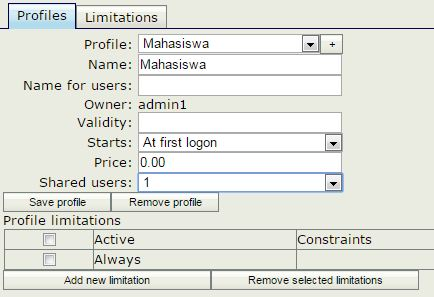 Profiles Limitations
Profile: Mahasiswa +
Name: Mahasiswa
Name for users:
Owner: admin1
Validity:
Starts: At first logon
Price: 0.00
Shared users: 1
Save profile Remove profile
Profile limitations
Active Constraints
Always
Add new limitation Remove selected limitations